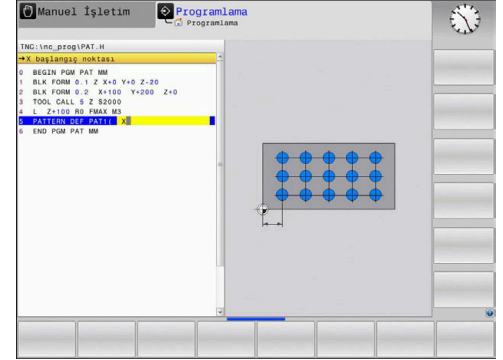 Manuel İşletim
Programlama
Programlama
TNC:\nc_prog\PAT.H
→X başlangıç noktası
0 BEGIN PGM PAT MM
1 BLK FORM 0.1 Z X+0 Y+0 Z-20
2 BLK FORM 0.2 X+100 Y+200 Z+0
3 TOOL CALL 5 Z S2000
4 L Z+100 R0 FMAX M3
5 PATTERN DEF PAT1( X
6 END PGM PAT MM